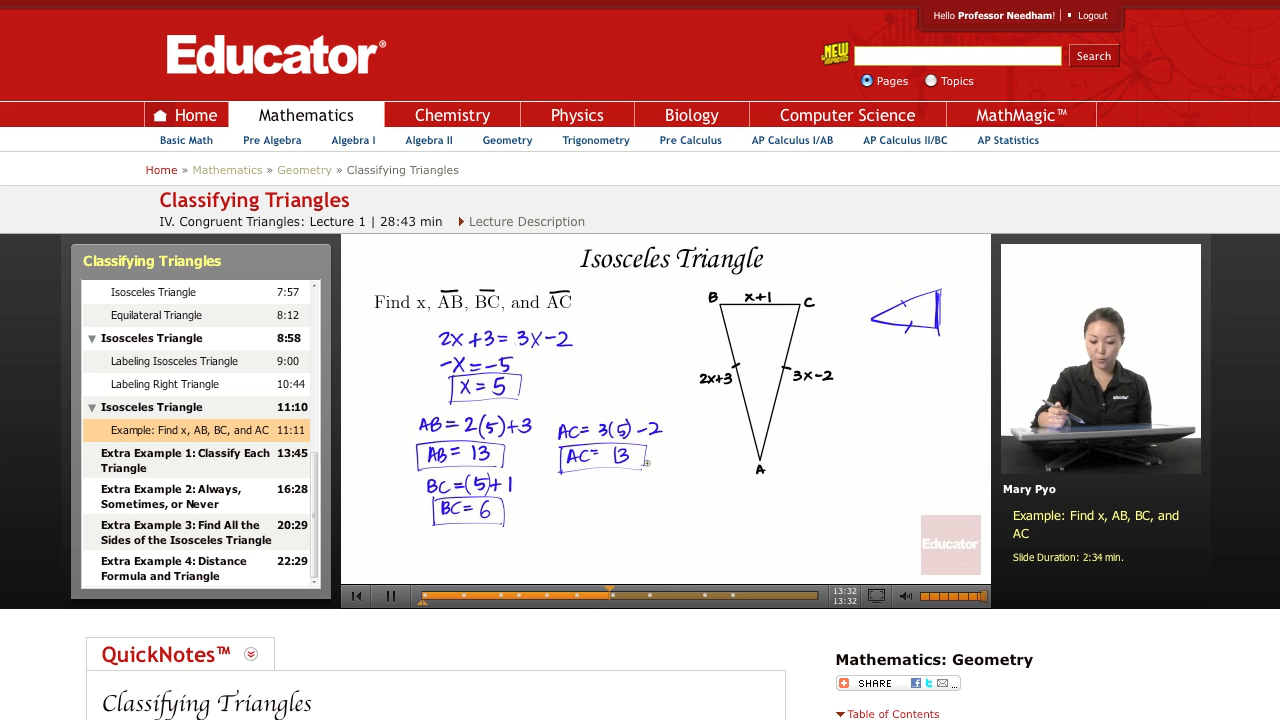 Hello Professor Needham! Logout
Educator®
NEW
IMPROVED
Search
Pages Topics
Home Mathematics Chemistry Physics Biology Computer Science MathMagic™
Basic Math Pre Algebra Algebra I Algebra II Geometry Trigonometry Pre Calculus AP Calculus I/AB AP Calculus II/BC AP Statistics
Home » Mathematics » Geometry » Classifying Triangles
Classifying Triangles
IV. Congruent Triangles: Lecture 1 | 28:43 min Lecture Description
Classifying Triangles
Isosceles Triangle 7:57
Equilateral Triangle 8:12
Isosceles Triangle 8:58
Labeling Isosceles Triangle 9:00
Labeling Right Triangle 10:44
Isosceles Triangle 11:10
Example: Find x, AB, BC, and AC 11:11
Extra Example 1: Classify Each 13:45
Triangle
Extra Example 2: Always, 16:28
Sometimes, or Never
Extra Example 3: Find All the 20:29
Sides of the Isosceles Triangle
Extra Example 4: Distance 22:29
Formula and Triangle
Isosceles Triangle
Find x, AB, BC, and AC
2x+3 = 3x-2
-x = -5
x = 5
AB = 2(5)+3
AB = 13
BC = (5)+1
BC = 6
AC = 3(5)-2
AC = 13
B x+1 C
2x+3 3x-2
A
Educator
13:32
13:32
Educator
Mary Pyo
Example: Find x, AB, BC, and
AC
Slide Duration: 2:34 min.
QuickNotes™
Classifying Triangles
Mathematics: Geometry
SHARE ...
Table of Contents